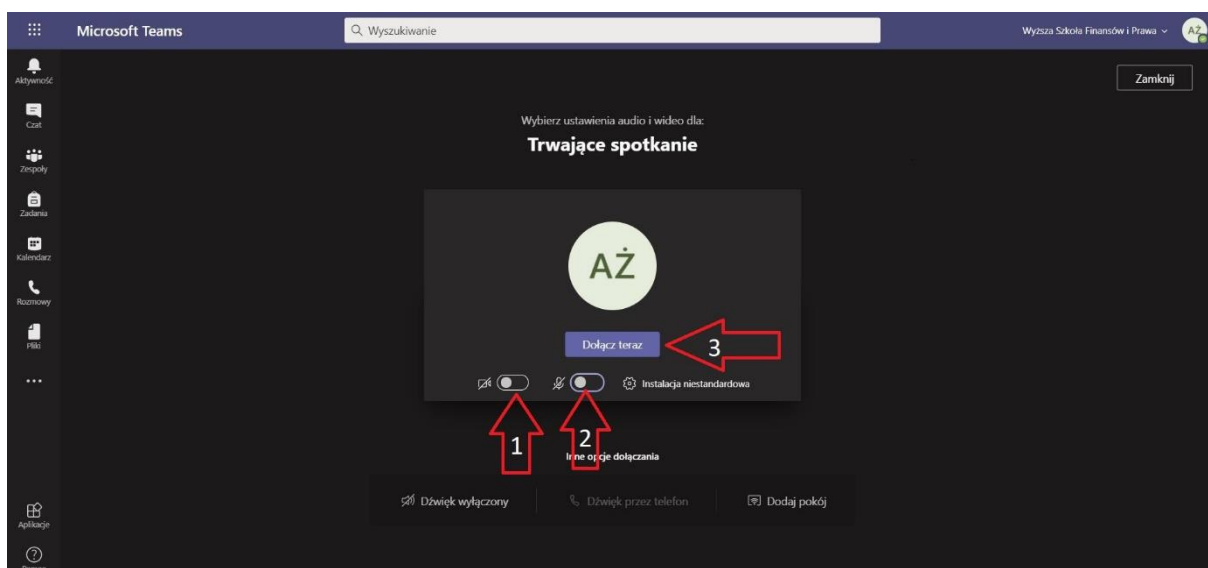 Microsoft Teams
Wyszukiwanie
Wyższa Szkoła Finansów i Prawa
AŻ
Aktywność
Czat
Zespoły
Zadania
Kalendarz
Rozmowy
Pliki
Aplikacje
Zamknij
Wybierz ustawienia audio i wideo dla:
Trwające spotkanie
AŻ
Dołącz teraz
3
Instalacja niestandardowa
1
2
Inne opcje dołączania
Dźwięk wyłączony
Dźwięk przez telefon
Dodaj pokój